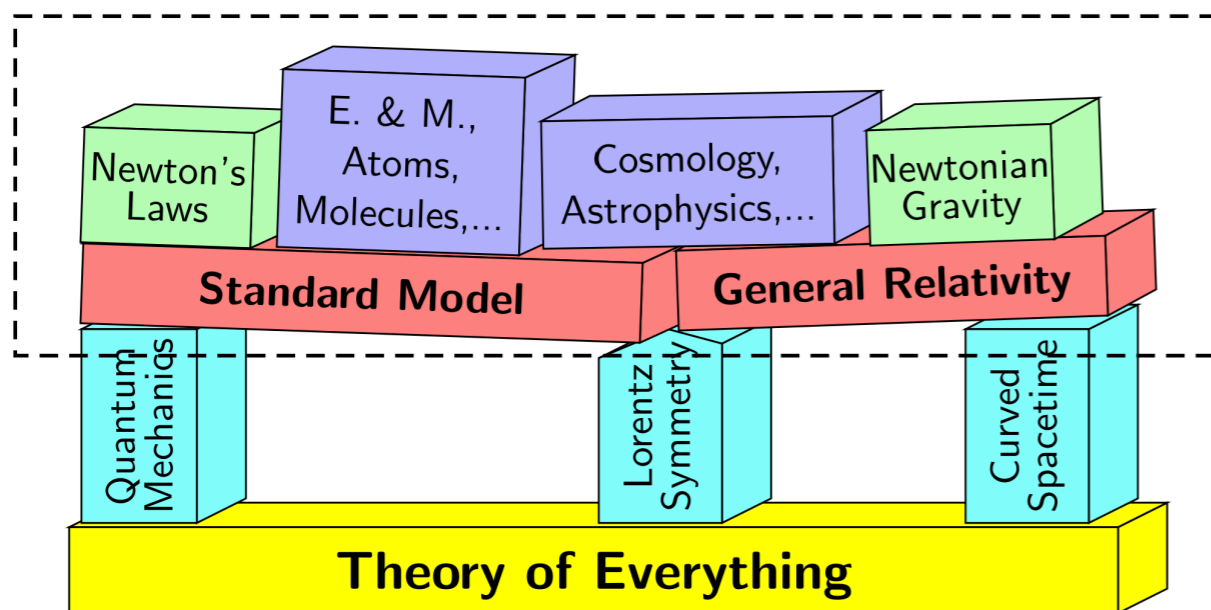 Newton's
Laws
E. & M.,
Atoms,
Molecules,...
Cosmology,
Astrophysics,...
Newtonian
Gravity
Standard Model
General Relativity
Quantum
Mechanics
Lorentz
Symmetry
Curved
Spacetime
Theory of Everything